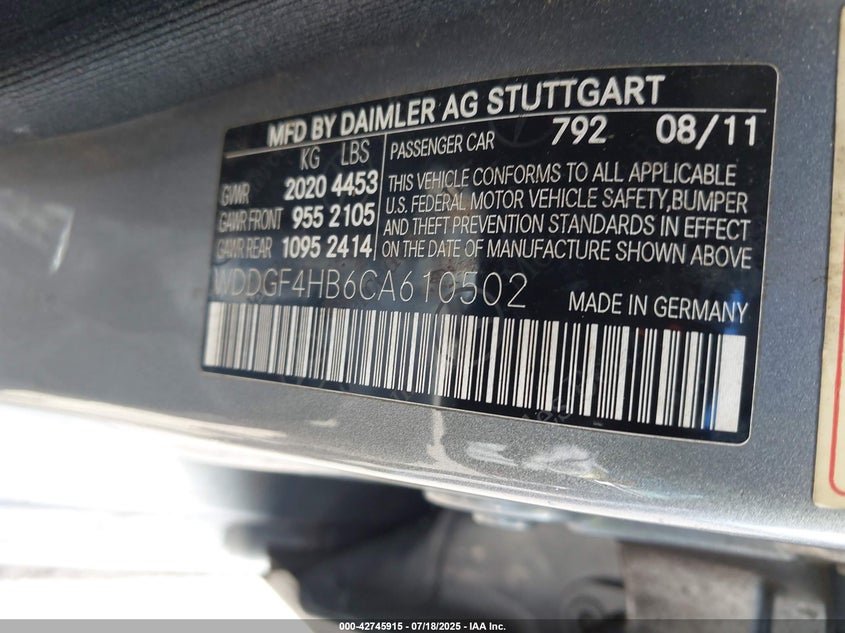 MFD BY DAIMLER AG STUTTGART
KG LBS
GVWR 2020 4453
GAWR FRONT 955 2105
GAWR REAR 1095 2414
PASSENGER CAR 792 08/11
THIS VEHICLE CONFORMS TO ALL APPLICABLE
U.S. FEDERAL MOTOR VEHICLE SAFETY,BUMPER
AND THEFT PREVENTION STANDARDS IN EFFECT
ON THE DATE OF MANUFACTURE SHOWN ABOVE
WDDGF4HB6CA610502 MADE IN GERMANY
000-42745915 - 07/18/2025 - IAA Inc.